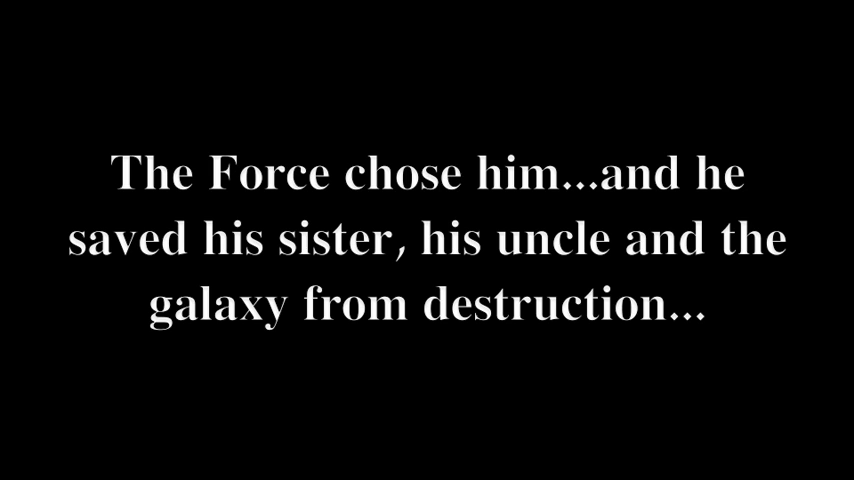 The Force chose him...and he
saved his sister, his uncle and the
galaxy from destruction...